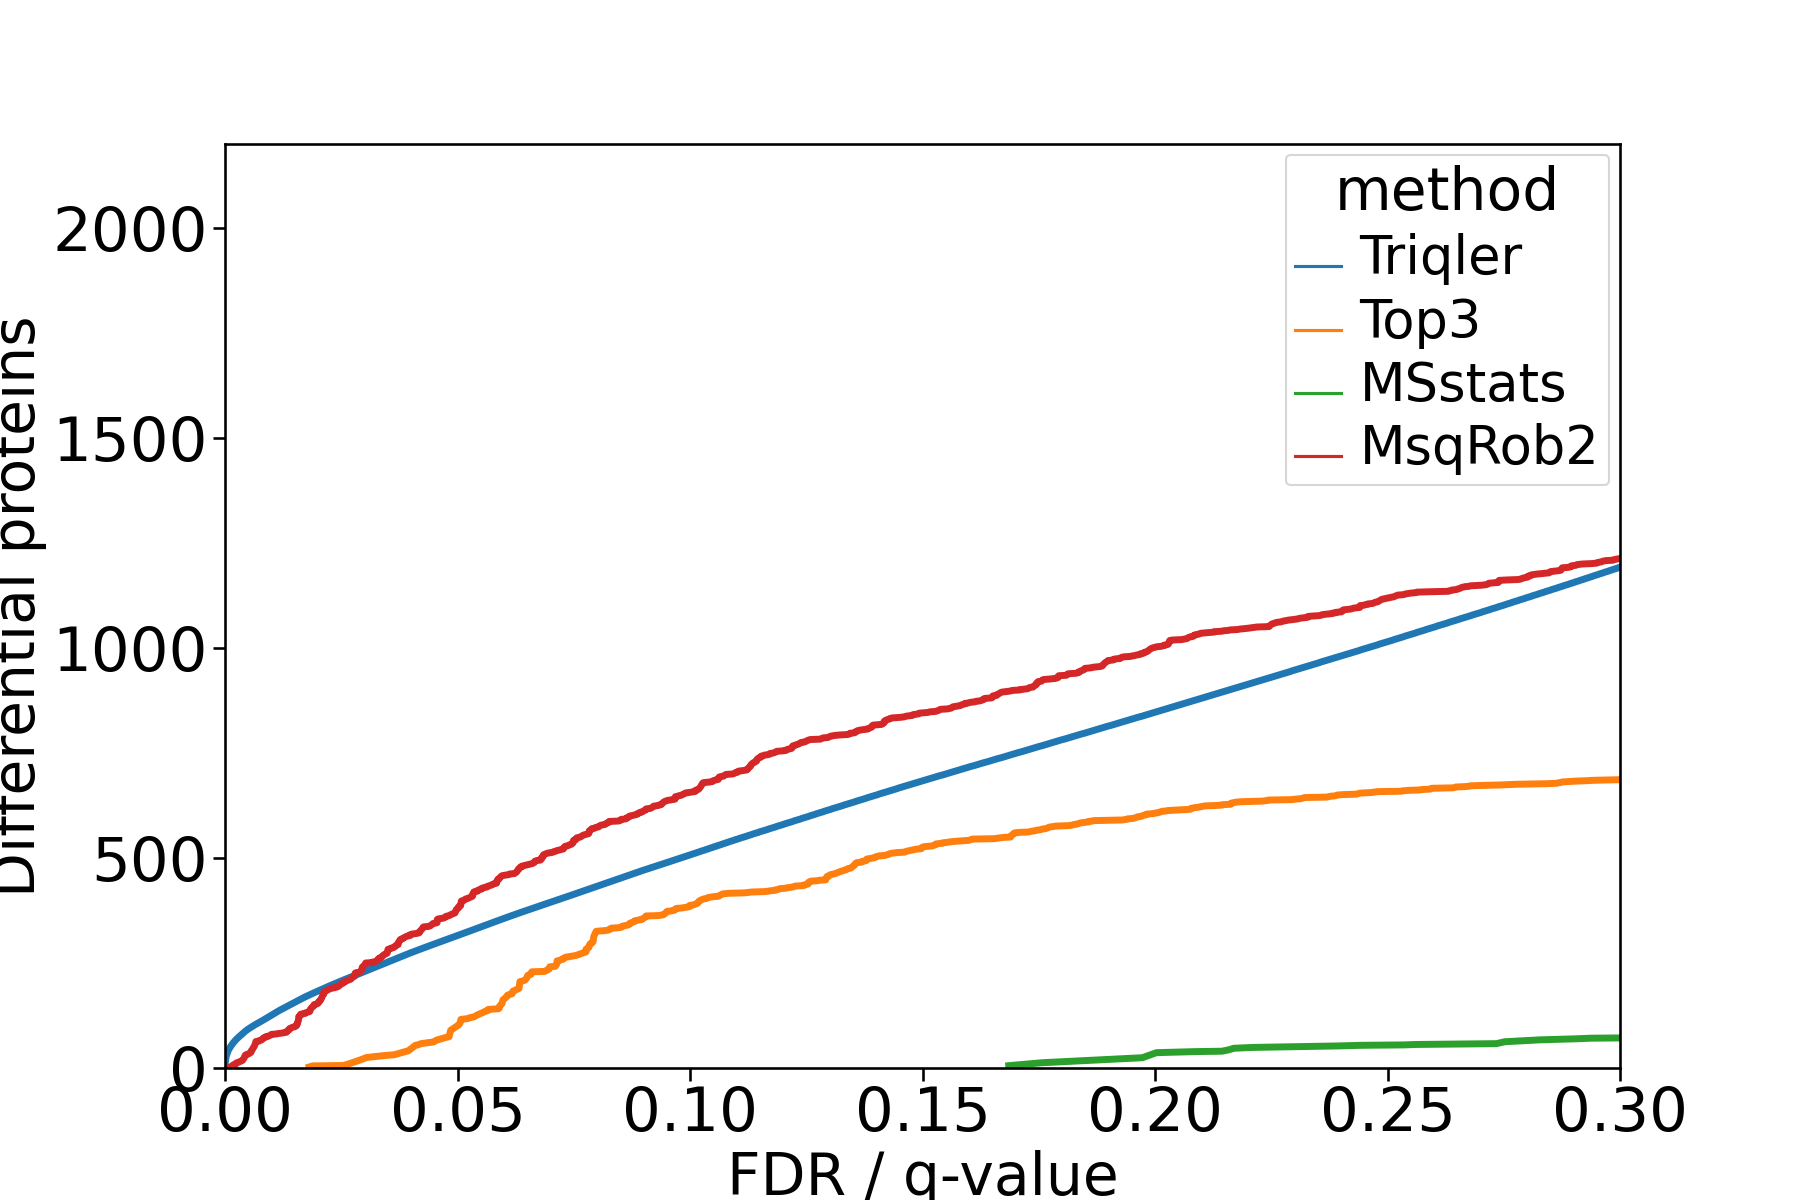 method
Triqler
Top3
MSstats
MsqRob2
2000
1500
1000
500
0
Differential proteins
0.00 0.05 0.10 0.15 0.20 0.25 0.30
FDR / q-value